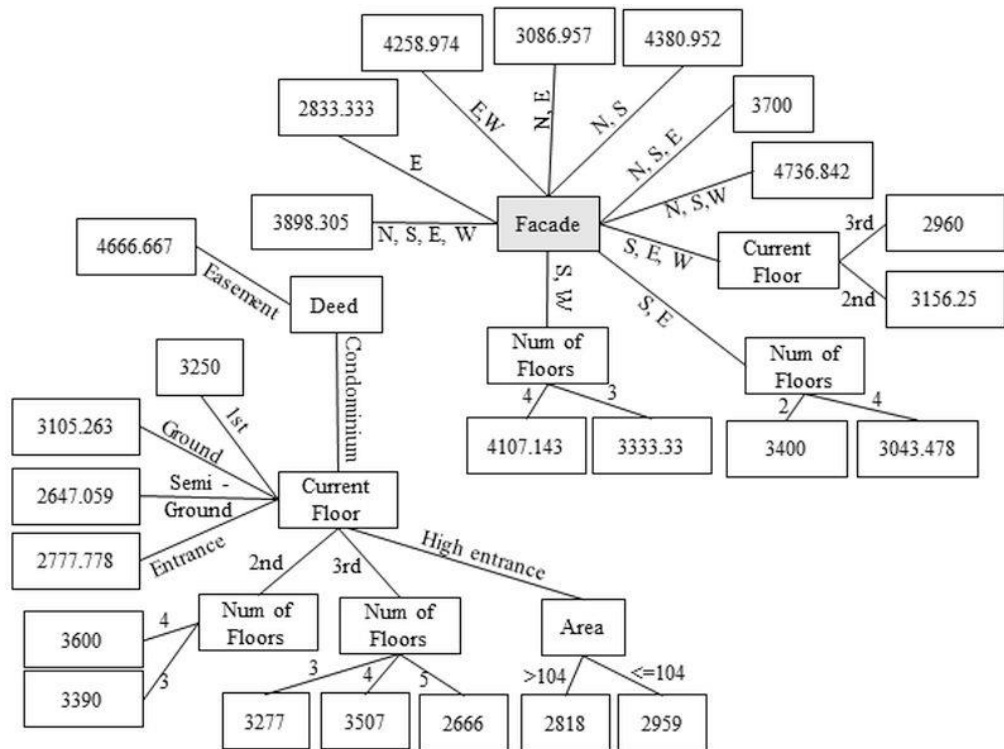 4258.974
3086.957
4380.952
2833.333
3700
E,W
N, E
N, S
N, S, E
4736.842
E
N, S,W
3898.305
N, S, E, W
Facade
3rd
2960
4666.667
S, E, W
Current
Floor
Easement
Deed
S, W
S, E
2nd
3156.25
Condominium
Num of
Floors
Num of
Floors
3250
4
3
2
4
1st
4107.143
3333.33
3400
3043.478
3105.263
Ground
2647.059
Semi -
Ground
Current
Floor
2777.778
Entrance
High entrance
2nd
3rd
Num of
Floors
Num of
Floors
Area
3600
4
3390
3
3
4
5
>104
<=104
3277
3507
2666
2818
2959